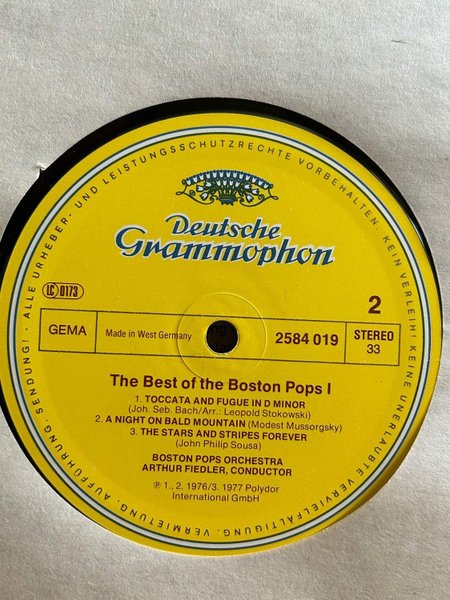 · ALLE URHEBER- UND LEISTUNGSSCHUTZRECHTE VORBEHALTEN · KEIN VERLEIH! KEINE UNERLAUBTE VERVIELFÄLTIGUNG, VERMIETUNG, AUFFÜHRUNG, SENDUNG!
Deutsche
Grammophon
LC 0173
2
GEMA
Made in West Germany
2584 019
STEREO
33
The Best of the Boston Pops I
1. TOCCATA AND FUGUE IN D MINOR
(Joh. Seb. Bach/Arr.: Leopold Stokowski)
2. A NIGHT ON BALD MOUNTAIN (Modest Mussorgsky)
3. THE STARS AND STRIPES FOREVER
(John Philip Sousa)
BOSTON POPS ORCHESTRA
ARTHUR FIEDLER, CONDUCTOR
℗ 1., 2. 1976/3. 1977 Polydor
International GmbH